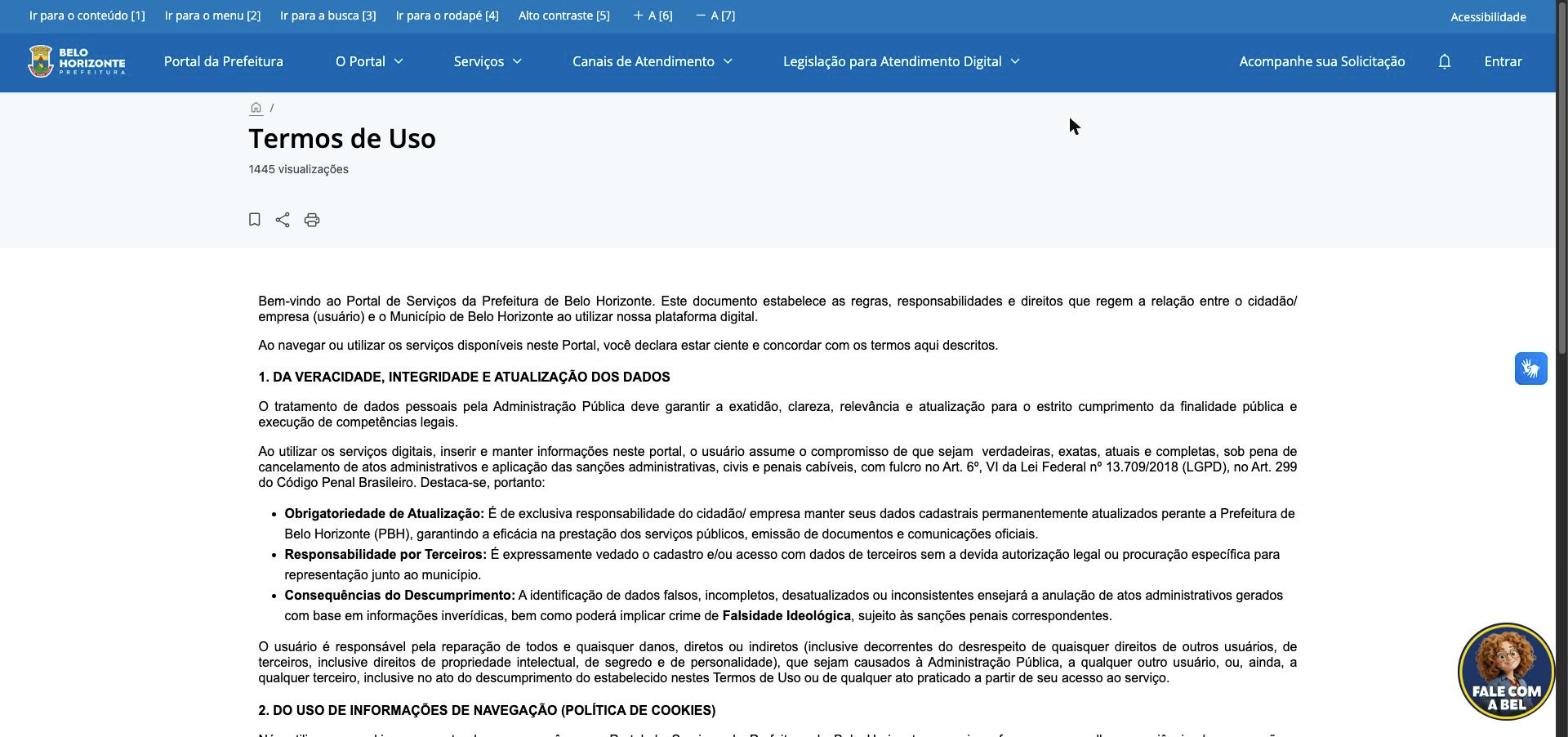 Ir para o conteúdo [1] Ir para o menu [2] Ir para a busca [3] Ir para o rodapé [4] Alto contraste [5] + A [6] − A [7] Acessibilidade
BELO
HORIZONTE
PREFEITURA
Portal da Prefeitura O Portal Serviços Canais de Atendimento Legislação para Atendimento Digital Acompanhe sua Solicitação Entrar
/
Termos de Uso
1445 visualizações
Bem-vindo ao Portal de Serviços da Prefeitura de Belo Horizonte. Este documento estabelece as regras, responsabilidades e direitos que regem a relação entre o cidadão/
empresa (usuário) e o Município de Belo Horizonte ao utilizar nossa plataforma digital.
Ao navegar ou utilizar os serviços disponíveis neste Portal, você declara estar ciente e concordar com os termos aqui descritos.
1. DA VERACIDADE, INTEGRIDADE E ATUALIZAÇÃO DOS DADOS
O tratamento de dados pessoais pela Administração Pública deve garantir a exatidão, clareza, relevância e atualização para o estrito cumprimento da finalidade pública e
execução de competências legais.
Ao utilizar os serviços digitais, inserir e manter informações neste portal, o usuário assume o compromisso de que sejam verdadeiras, exatas, atuais e completas, sob pena de
cancelamento de atos administrativos e aplicação das sanções administrativas, civis e penais cabíveis, com fulcro no Art. 6º, VI da Lei Federal nº 13.709/2018 (LGPD), no Art. 299
do Código Penal Brasileiro. Destaca-se, portanto:
• Obrigatoriedade de Atualização: É de exclusiva responsabilidade do cidadão/ empresa manter seus dados cadastrais permanentemente atualizados perante a Prefeitura de
Belo Horizonte (PBH), garantindo a eficácia na prestação dos serviços públicos, emissão de documentos e comunicações oficiais.
• Responsabilidade por Terceiros: É expressamente vedado o cadastro e/ou acesso com dados de terceiros sem a devida autorização legal ou procuração específica para
representação junto ao município.
• Consequências do Descumprimento: A identificação de dados falsos, incompletos, desatualizados ou inconsistentes ensejará a anulação de atos administrativos gerados
com base em informações inverídicas, bem como poderá implicar crime de Falsidade Ideológica, sujeito às sanções penais correspondentes.
O usuário é responsável pela reparação de todos e quaisquer danos, diretos ou indiretos (inclusive decorrentes do desrespeito de quaisquer direitos de outros usuários, de
terceiros, inclusive direitos de propriedade intelectual, de segredo e de personalidade), que sejam causados à Administração Pública, a qualquer outro usuário, ou, ainda, a
qualquer terceiro, inclusive no ato do descumprimento do estabelecido nestes Termos de Uso ou de qualquer ato praticado a partir de seu acesso ao serviço.
FALE COM
A BEL
2. DO USO DE INFORMAÇÕES DE NAVEGAÇÃO (POLÍTICA DE COOKIES)